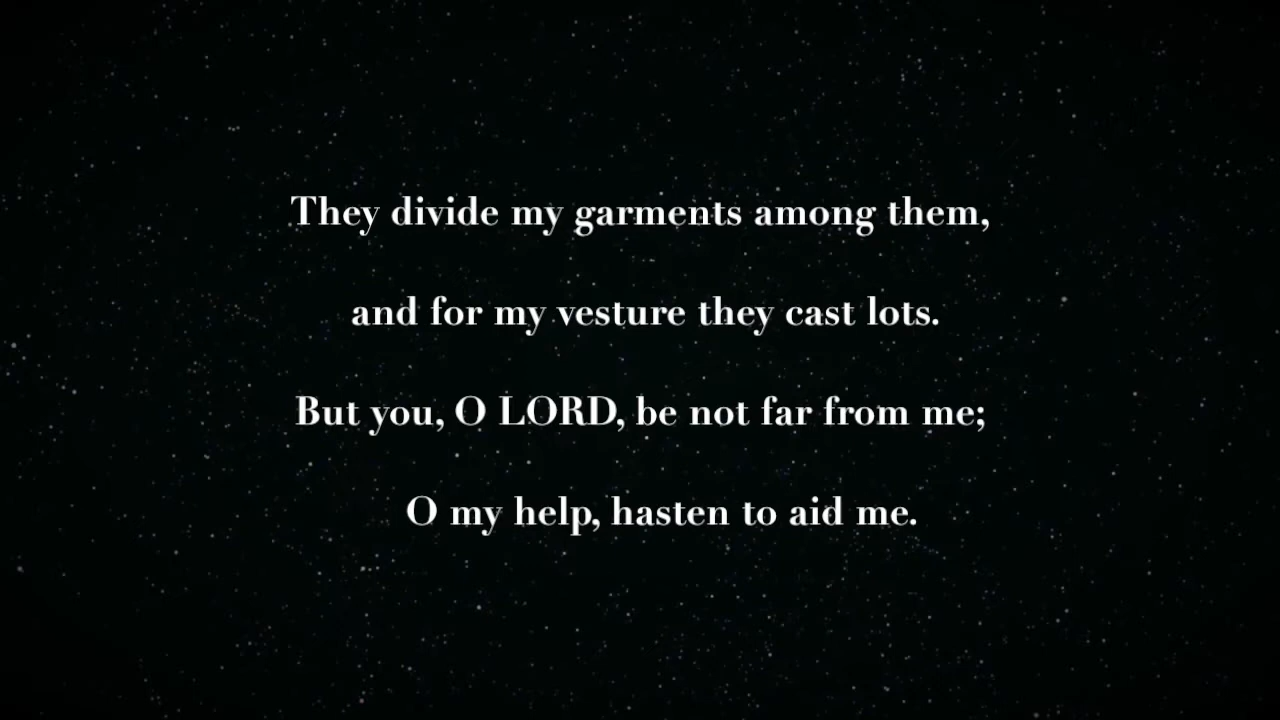 They divide my garments among them,
and for my vesture they cast lots.
But you, O LORD, be not far from me;
O my help, hasten to aid me.